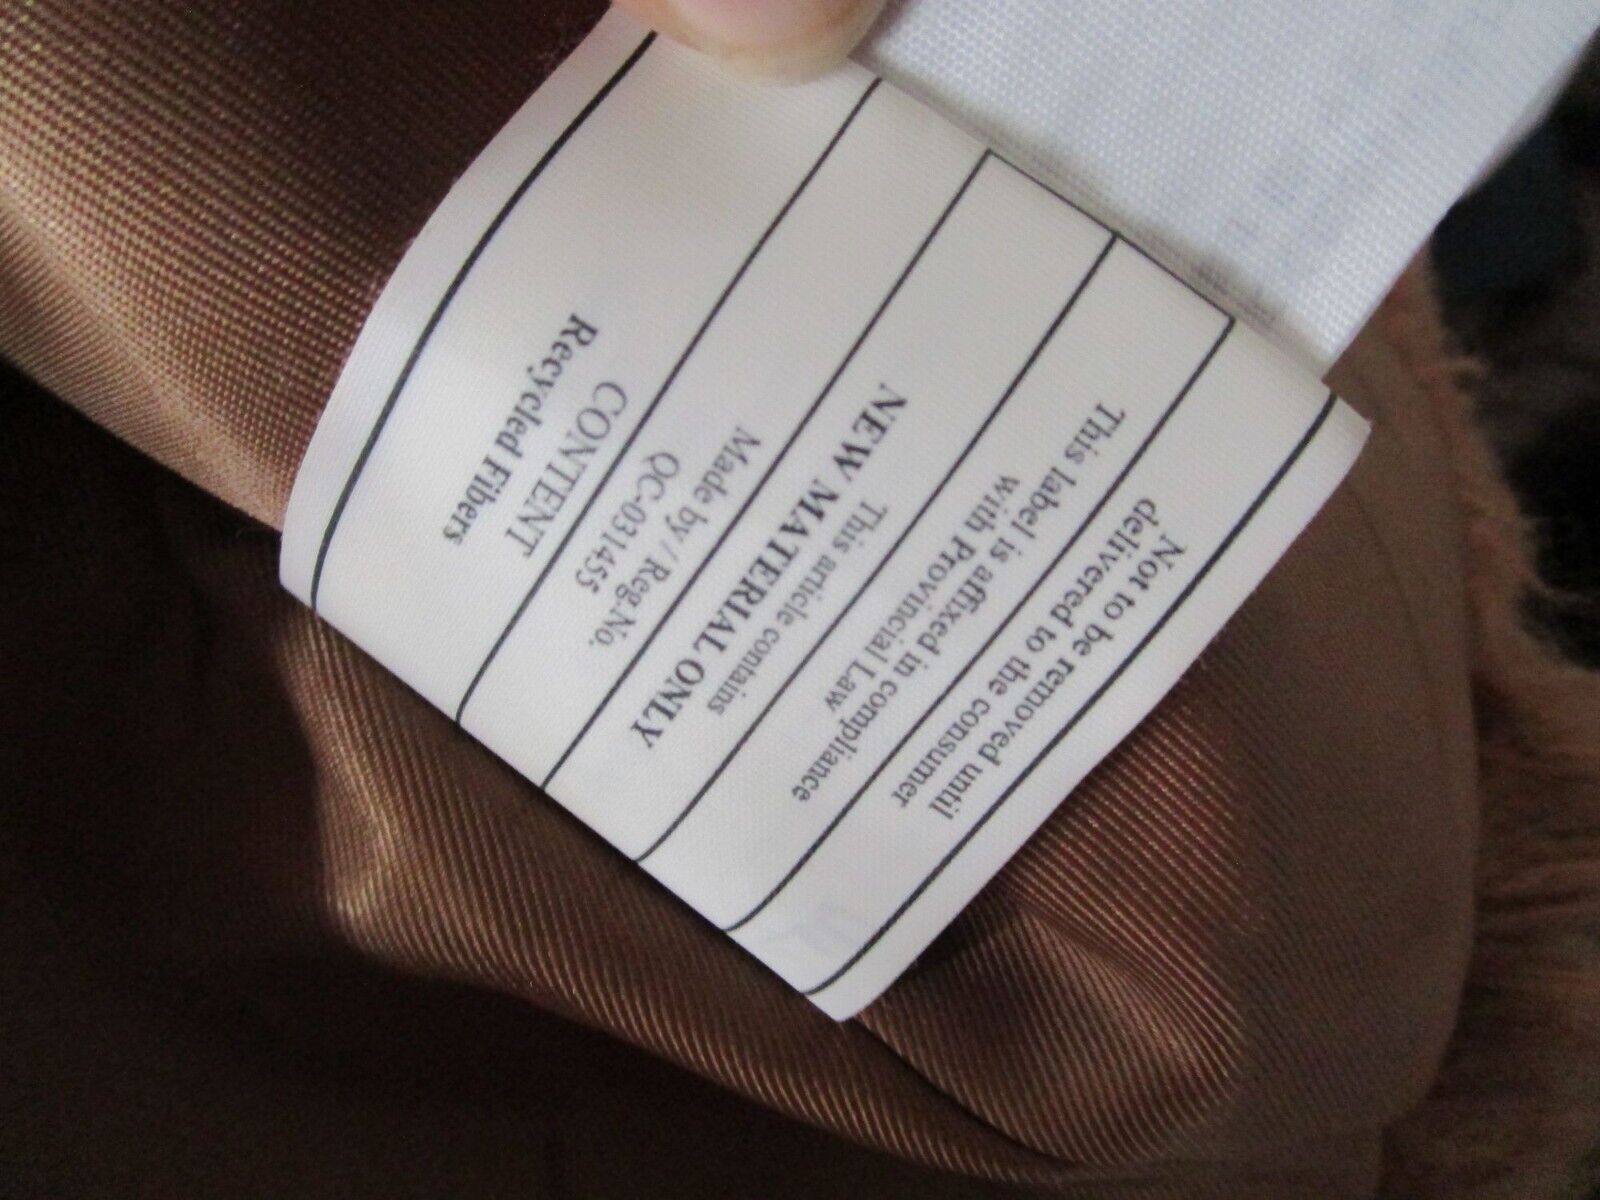 Not to be removed until
delivered to the consumer
This label is affixed in compliance
with Provincial Law
This article contains
NEW MATERIAL ONLY
Made by / Reg.No.
QC-031455
CONTENT
Recycled Fibers